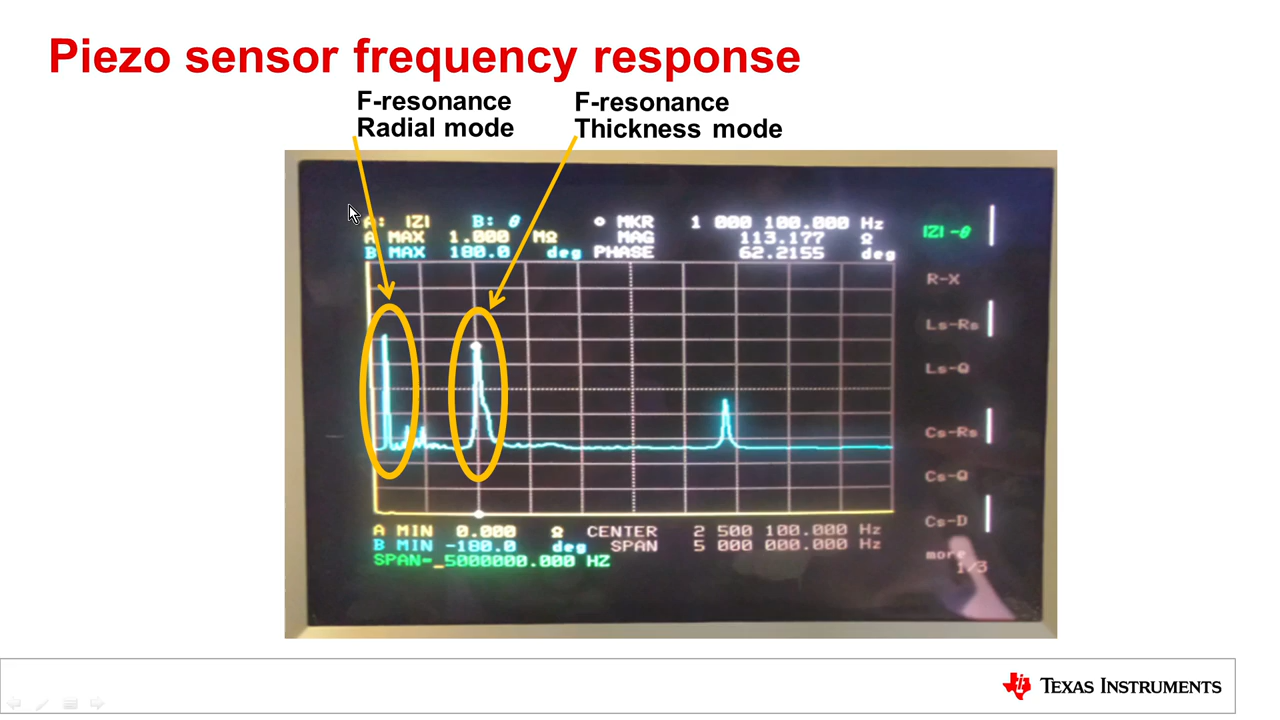 Piezo sensor frequency response
F-resonance
Radial mode
F-resonance
Thickness mode
A: |Z| B: θ o MKR 1 000 100.000 Hz
A MAX 1.000 MΩ MAG 113.177 Ω
B MAX 180.0 deg PHASE 62.2155 deg
|Z|-θ
R-X
Ls-Rs
Ls-Q
Cs-Rs
Cs-Q
Cs-D
more 1/3
A MIN 0.000 Ω CENTER 2 500 100.000 Hz
B MIN -180.0 deg SPAN 5 000 000.000 Hz
SPAN=_5000000.000 HZ
TEXAS INSTRUMENTS